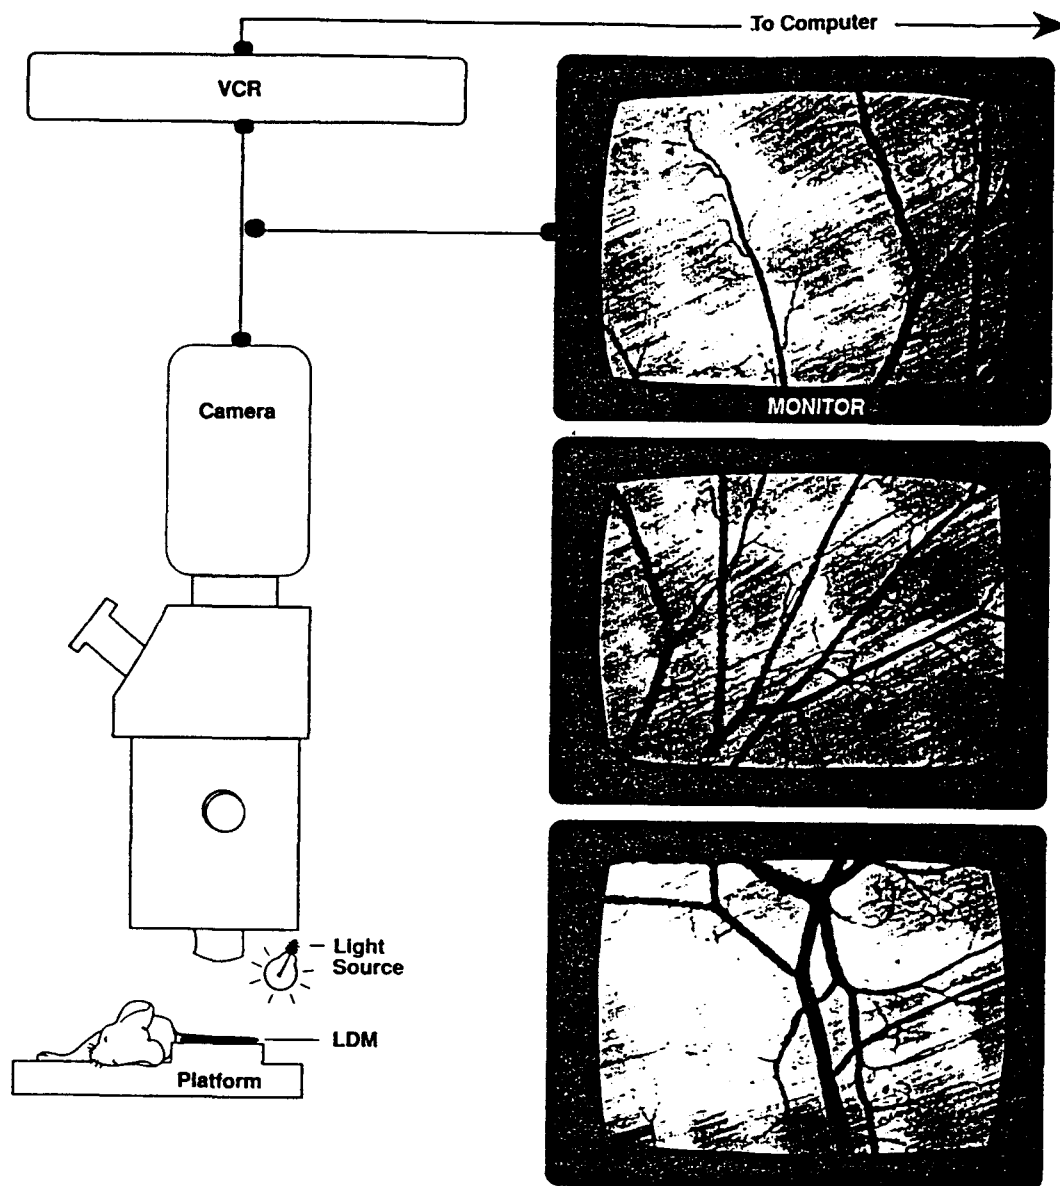 To Computer
VCR
MONITOR
Camera
Light
Source
LDM
Platform